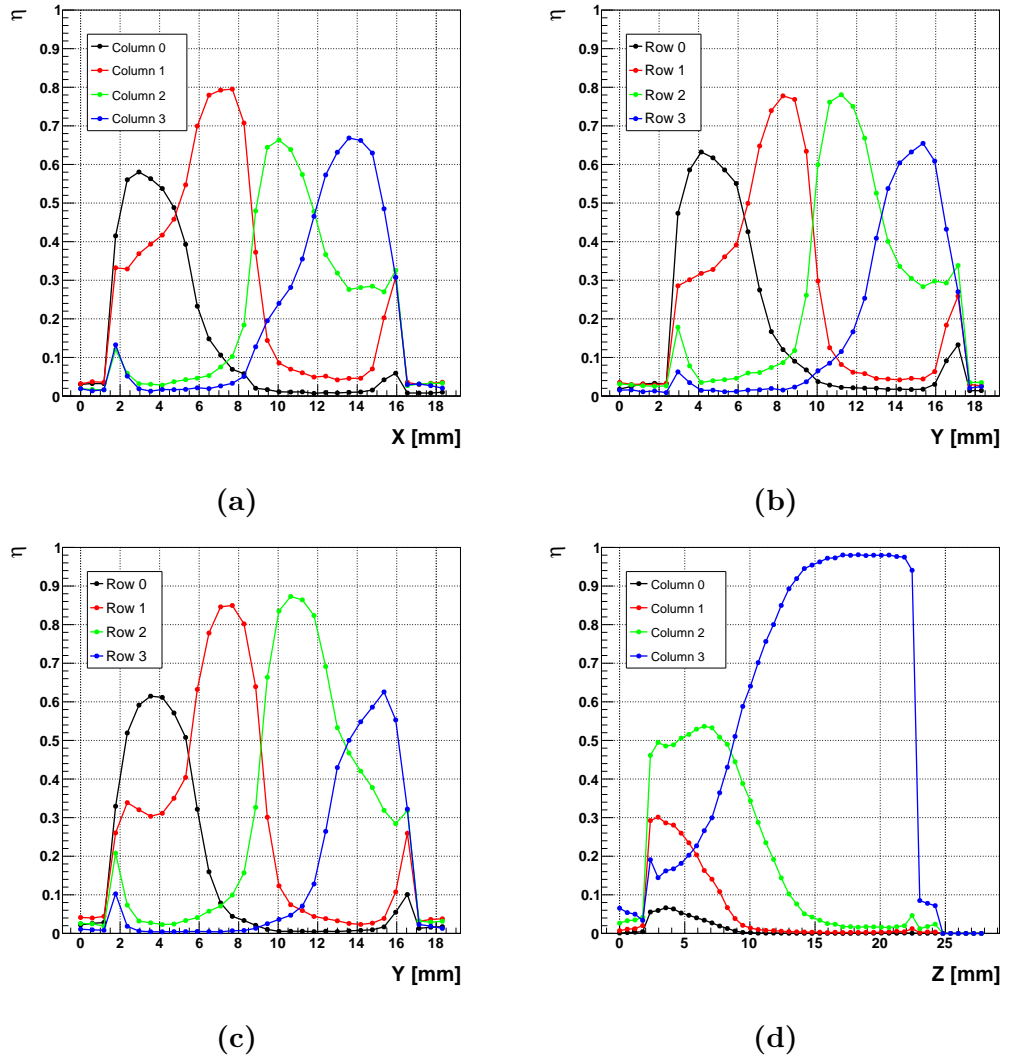 η
1
0.9
0.8
0.7
0.6
0.5
0.4
0.3
0.2
0.1
0
Column 0
Column 1
Column 2
Column 3
0 2 4 6 8 10 12 14 16 18
X [mm]
(a)
η
1
0.9
0.8
0.7
0.6
0.5
0.4
0.3
0.2
0.1
0
Row 0
Row 1
Row 2
Row 3
0 2 4 6 8 10 12 14 16 18
Y [mm]
(b)
η
1
0.9
0.8
0.7
0.6
0.5
0.4
0.3
0.2
0.1
0
Row 0
Row 1
Row 2
Row 3
0 2 4 6 8 10 12 14 16 18
Y [mm]
(c)
η
1
0.9
0.8
0.7
0.6
0.5
0.4
0.3
0.2
0.1
0
Column 0
Column 1
Column 2
Column 3
0 5 10 15 20 25
Z [mm]
(d)